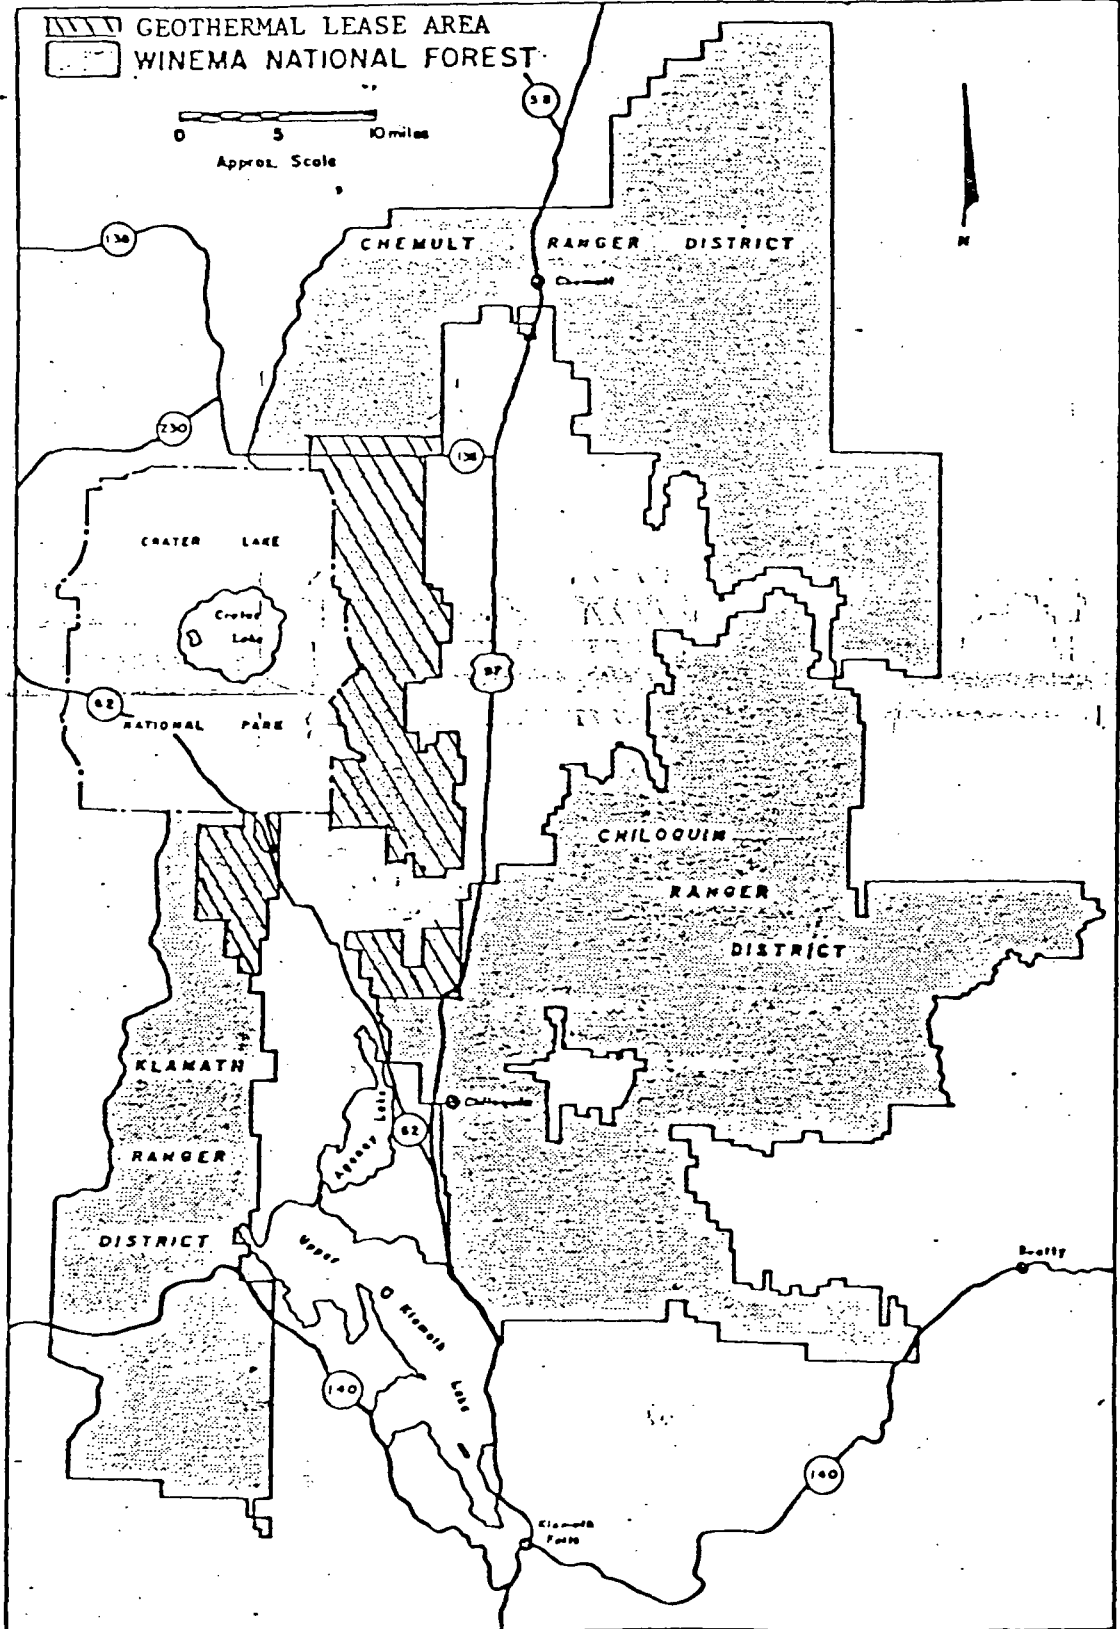 GEOTHERMAL LEASE AREA
WINEMA NATIONAL FOREST
0 5 10 miles
Approx. Scale
58
138
N
CHEMULT RANGER DISTRICT
Chemult
230
138
CRATER LAKE
Crater
Lake
97
62
NATIONAL PARK
CHILOQUIN
RANGER
DISTRICT
KLAMATH
RANGER
DISTRICT
Chiloquin
Agency Lake
62
Upper
Klamath
Lake
Beatty
140
140
Klamath
Falls